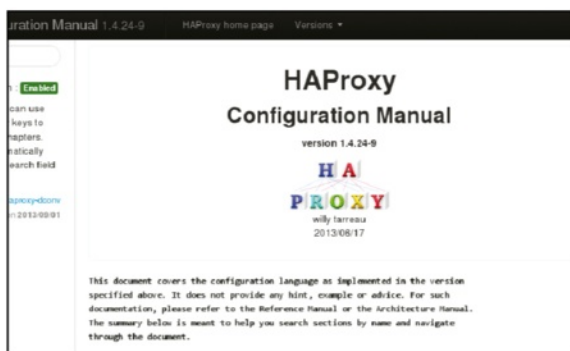 uration Manual 1.4.24-9 HAProxy home page Versions
: Enabled
can use
keys to
hapters.
matically
earch field
aproxy-dconv
on 2013/09/01
HAProxy
Configuration Manual
version 1.4.24-9
H A
P R O X Y
willy tarreau
2013/06/17
This document covers the configuration language as implemented in the version
specified above. It does not provide any hint, example or advice. For such
documentation, please refer to the Reference Manual or the Architecture Manual.
The summary below is meant to help you search sections by name and navigate
through the document.